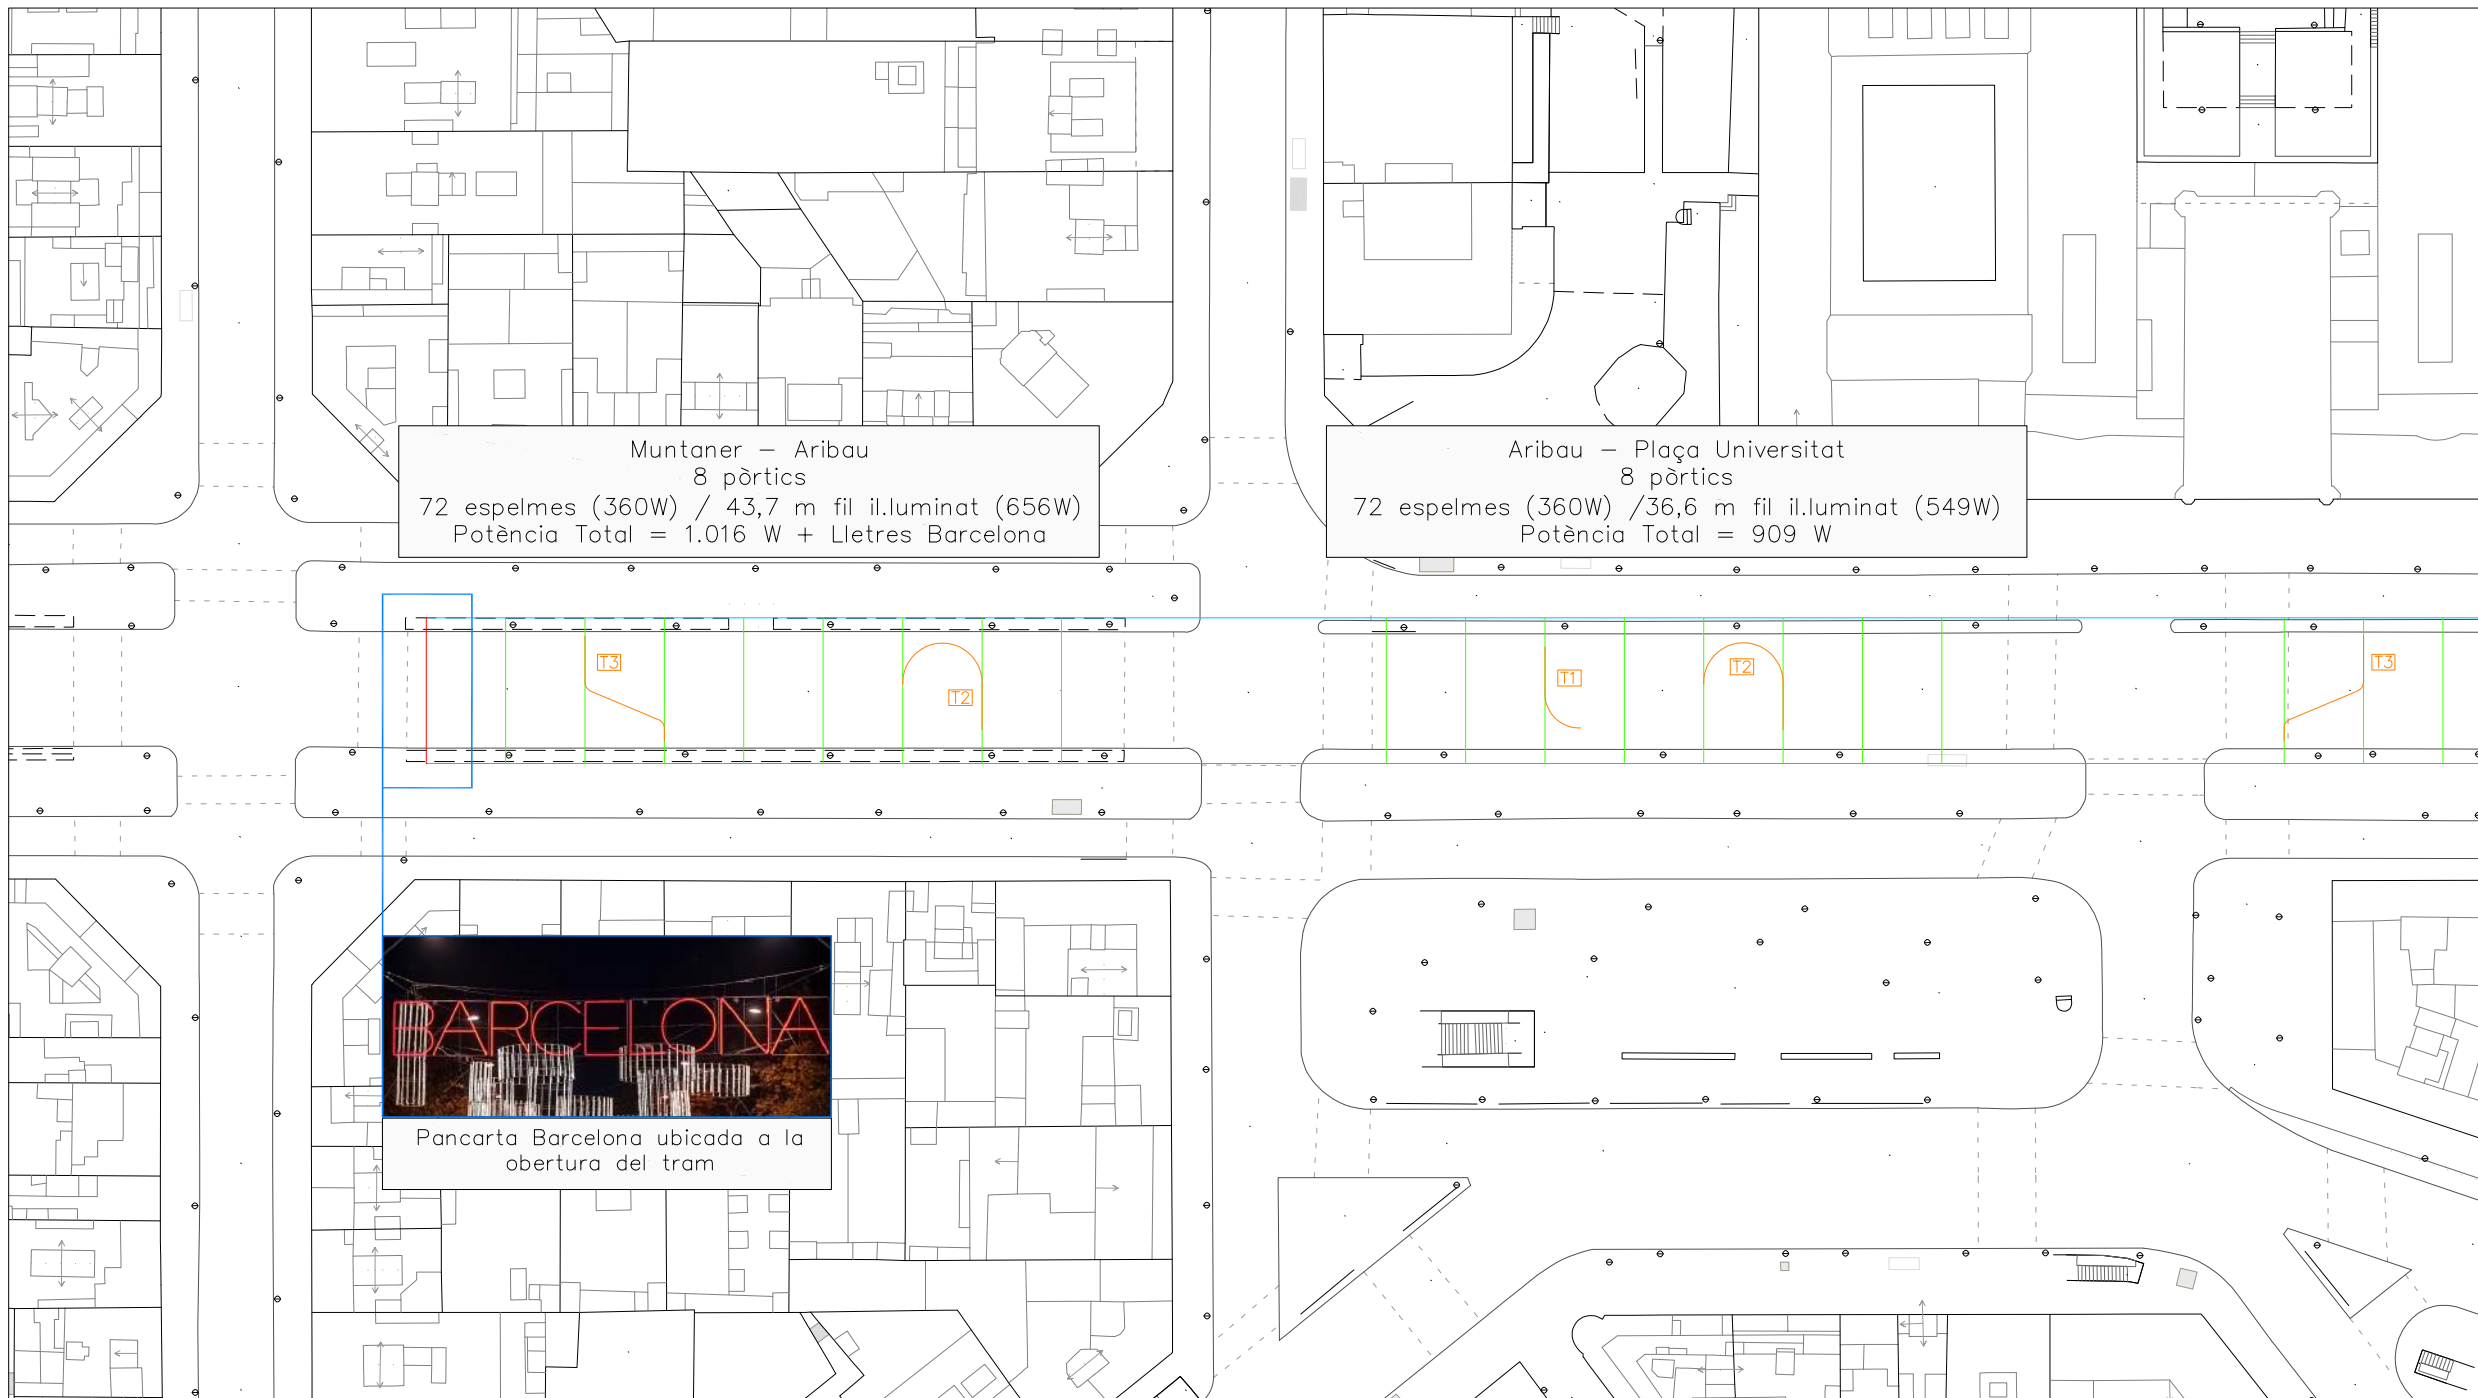 Muntaner – Aribau
8 pòrtics
72 espelmes (360W) / 43,7 m fil il.luminat (656W)
Potència Total = 1.016 W + Lletres Barcelona
Aribau – Plaça Universitat
8 pòrtics
72 espelmes (360W) /36,6 m fil il.luminat (549W)
Potència Total = 909 W
T3
T2
T1
T2
T3
BARCELONA
Pancarta Barcelona ubicada a la
obertura del tram